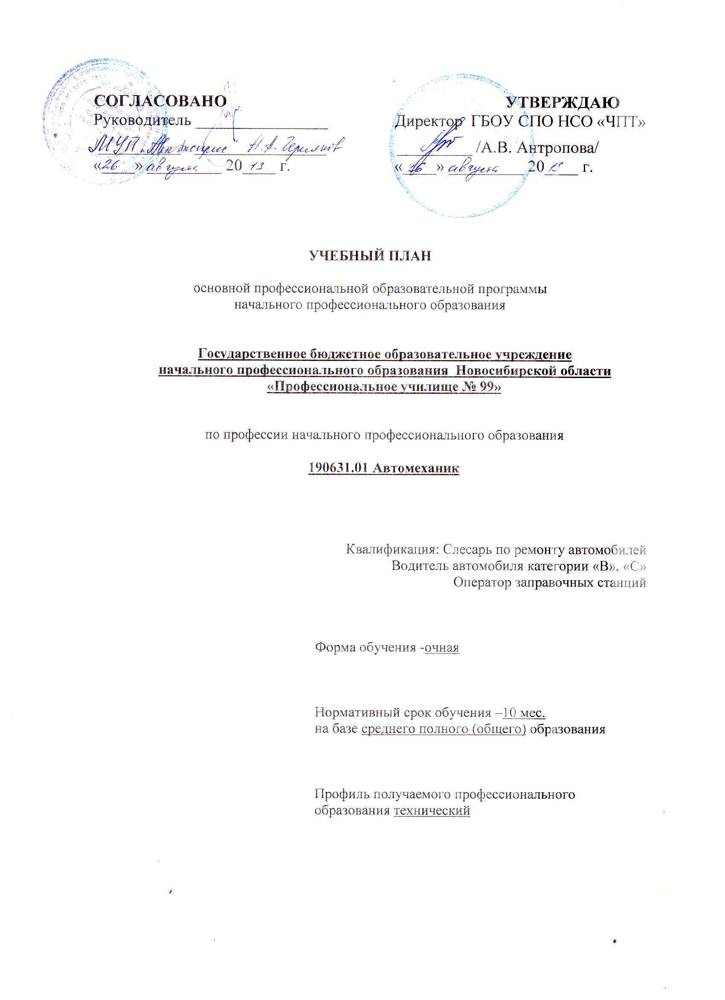 СОГЛАСОВАНО
Руководитель
МУП „Автосервис" Н.А.
«26» августа 2013 г.
УТВЕРЖДАЮ
Директор ГБОУ СПО НСО «ЧПТ»
/А.В. Антропова/
«26» августа 2013 г.
УЧЕБНЫЙ ПЛАН
основной профессиональной образовательной программы
начального профессионального образования
Государственное бюджетное образовательное учреждение
начального профессионального образования Новосибирской области
«Профессиональное училище № 99»
по профессии начального профессионального образования
190631.01 Автомеханик
Квалификация: Слесарь по ремонту автомобилей
Водитель автомобиля категории «В», «С»
Оператор заправочных станций
Форма обучения -очная
Нормативный срок обучения –10 мес.
на базе среднего полного (общего) образования
Профиль получаемого профессионального
образования технический